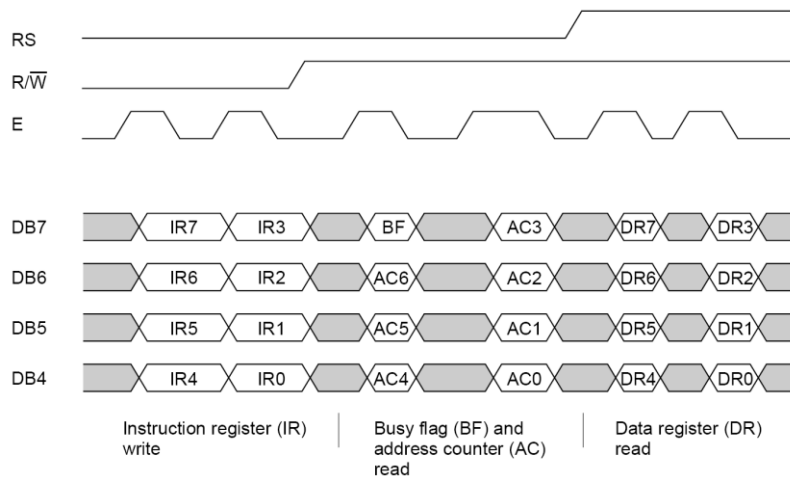 RS
R/W̅
E
DB7 IR7 IR3 BF AC3 DR7 DR3
DB6 IR6 IR2 AC6 AC2 DR6 DR2
DB5 IR5 IR1 AC5 AC1 DR5 DR1
DB4 IR4 IR0 AC4 AC0 DR4 DR0
Instruction register (IR)
write
Busy flag (BF) and
address counter (AC)
read
Data register (DR)
read